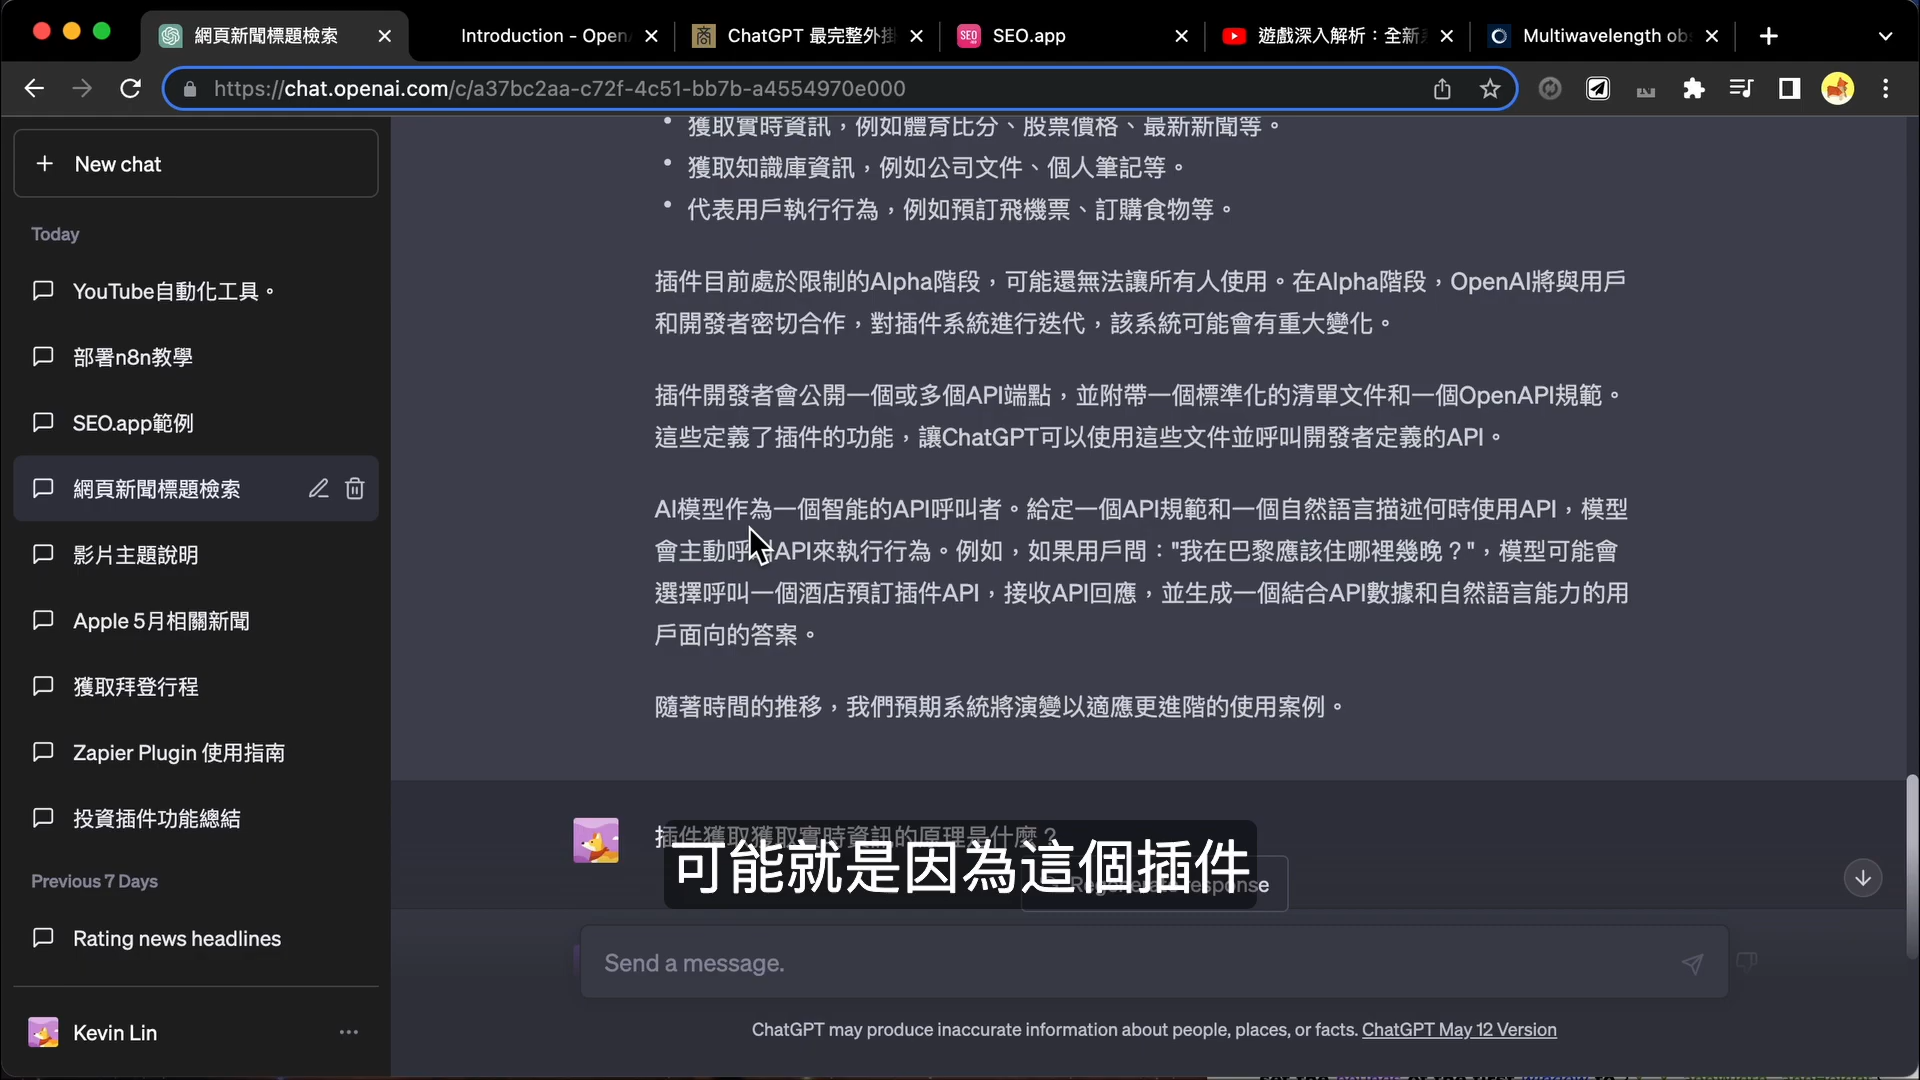 網頁新聞標題檢索
Introduction - Open
ChatGPT 最完整外掛
SEO.app
遊戲深入解析：全新
Multiwavelength ob
https://chat.openai.com/c/a37bc2aa-c72f-4c51-bb7b-a4554970e000
New chat
Today
YouTube自動化工具。
部署n8n教學
SEO.app範例
網頁新聞標題檢索
影片主題說明
Apple 5月相關新聞
獲取拜登行程
Zapier Plugin 使用指南
投資插件功能總結
Previous 7 Days
Rating news headlines
Kevin Lin
獲取實時資訊，例如體育比分、股票價格、最新新聞等。
獲取知識庫資訊，例如公司文件、個人筆記等。
代表用戶執行行為，例如預訂飛機票、訂購食物等。
插件目前處於限制的Alpha階段，可能還無法讓所有人使用。在Alpha階段，OpenAI將與用戶
和開發者密切合作，對插件系統進行迭代，該系統可能會有重大變化。
插件開發者會公開一個或多個API端點，並附帶一個標準化的清單文件和一個OpenAPI規範。
這些定義了插件的功能，讓ChatGPT可以使用這些文件並呼叫開發者定義的API。
AI模型作為一個智能的API呼叫者。給定一個API規範和一個自然語言描述何時使用API，模型
會主動呼叫API來執行行為。例如，如果用戶問："我在巴黎應該住哪裡幾晚？"，模型可能會
選擇呼叫一個酒店預訂插件API，接收API回應，並生成一個結合API數據和自然語言能力的用
戶面向的答案。
隨著時間的推移，我們預期系統將演變以適應更進階的使用案例。
插件獲取獲取實時資訊的原理是什麼？
可能就是因為這個插件
Regenerate response
Send a message.
ChatGPT may produce inaccurate information about people, places, or facts. ChatGPT May 12 Version